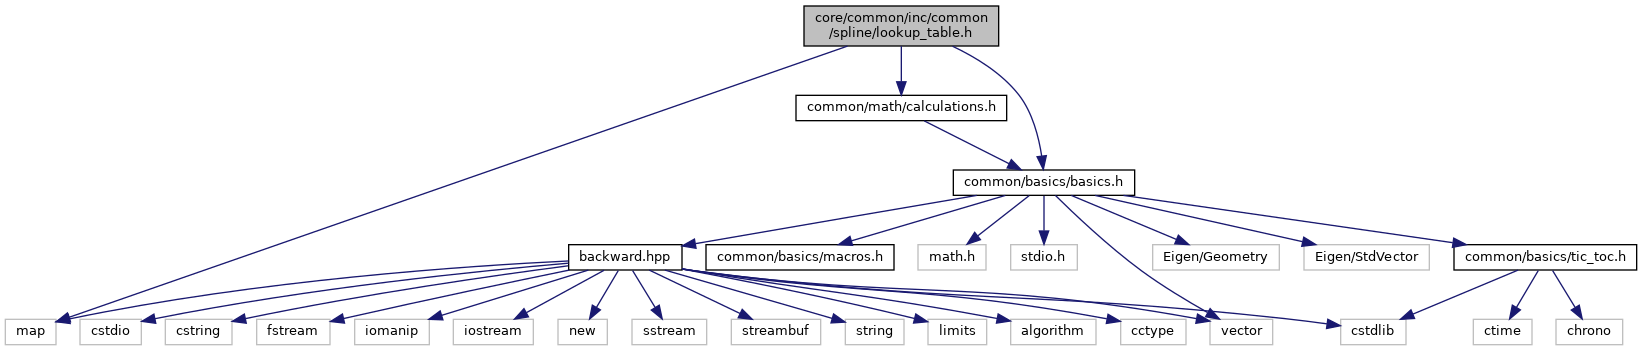 core/common/inc/common
/spline/lookup_table.h
common/math/calculations.h
common/basics/basics.h
backward.hpp
common/basics/macros.h
math.h
stdio.h
Eigen/Geometry
Eigen/StdVector
common/basics/tic_toc.h
map
cstdio
cstring
fstream
iomanip
iostream
new
sstream
streambuf
string
limits
algorithm
cctype
vector
cstdlib
ctime
chrono